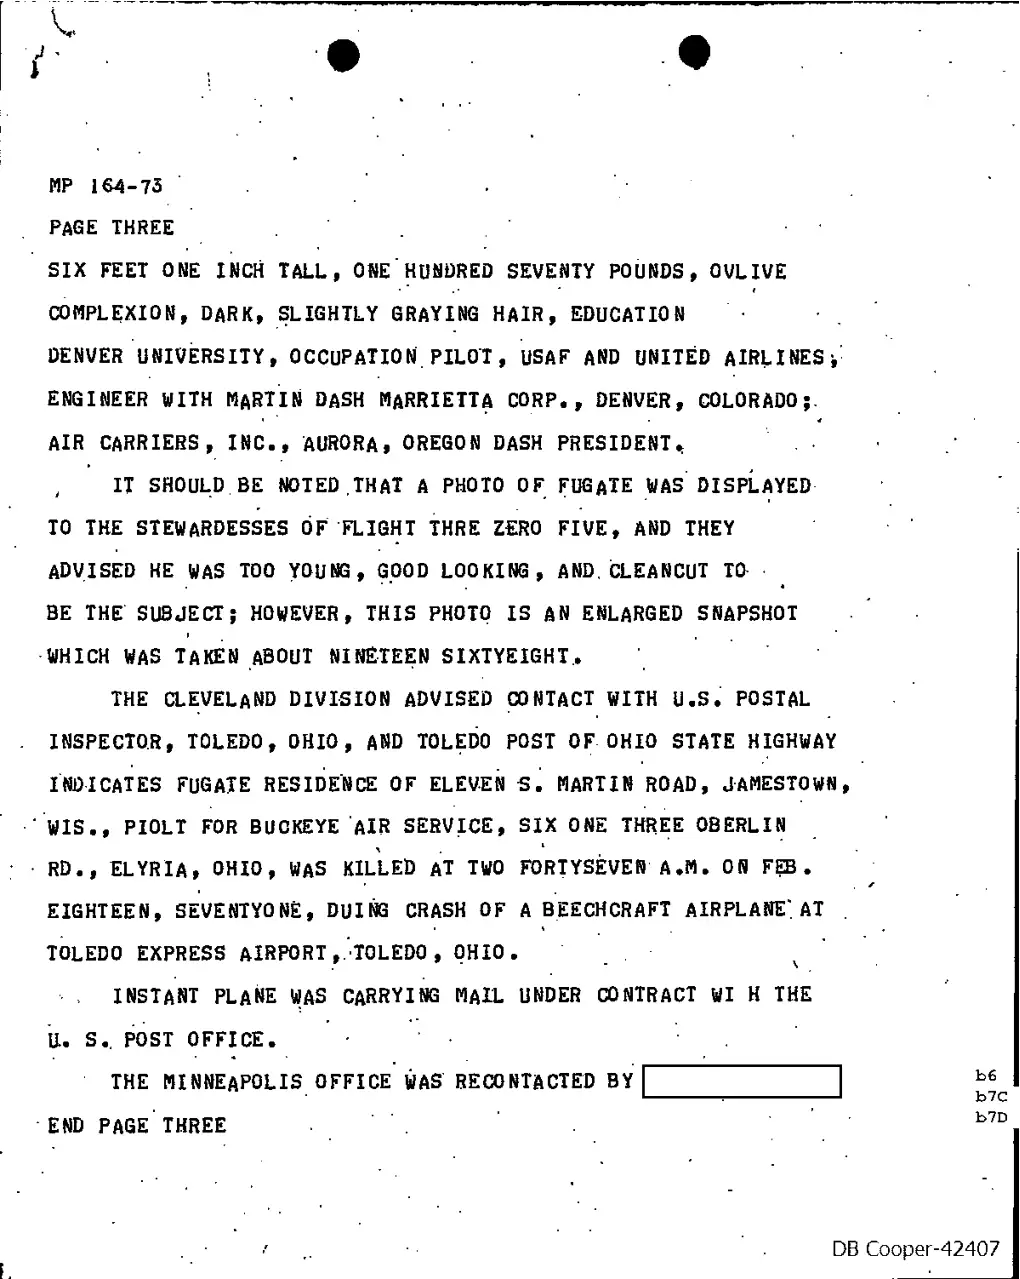 MP 164-73
PAGE THREE
SIX FEET ONE INCH TALL, ONE HUNDRED SEVENTY POUNDS, OVLIVE
COMPLEXION, DARK, SLIGHTLY GRAYING HAIR, EDUCATION
DENVER UNIVERSITY, OCCUPATION PILOT, USAF AND UNITED AIRLINES;
ENGINEER WITH MARTIN DASH MARRIETTA CORP., DENVER, COLORADO;
AIR CARRIERS, INC., AURORA, OREGON DASH PRESIDENT.
IT SHOULD BE NOTED THAT A PHOTO OF FUGATE WAS DISPLAYED
TO THE STEWARDESSES OF FLIGHT THRE ZERO FIVE, AND THEY
ADVISED HE WAS TOO YOUNG, GOOD LOOKING, AND CLEANCUT TO
BE THE SUBJECT; HOWEVER, THIS PHOTO IS AN ENLARGED SNAPSHOT
WHICH WAS TAKEN ABOUT NINETEEN SIXTYEIGHT.
THE CLEVELAND DIVISION ADVISED CONTACT WITH U.S. POSTAL
INSPECTOR, TOLEDO, OHIO, AND TOLEDO POST OF OHIO STATE HIGHWAY
INDICATES FUGATE RESIDENCE OF ELEVEN S. MARTIN ROAD, JAMESTOWN,
WIS., PIOLT FOR BUCKEYE AIR SERVICE, SIX ONE THREE OBERLIN
RD., ELYRIA, OHIO, WAS KILLED AT TWO FORTYSEVEN A.M. ON FEB.
EIGHTEEN, SEVENTYONE, DUING CRASH OF A BEECHCRAFT AIRPLANE AT
TOLEDO EXPRESS AIRPORT, TOLEDO, OHIO.
INSTANT PLANE WAS CARRYING MAIL UNDER CONTRACT WI H THE
U. S. POST OFFICE.
THE MINNEAPOLIS OFFICE WAS RECONTACTED BY
b6
b7C
b7D
END PAGE THREE
DB Cooper-42407